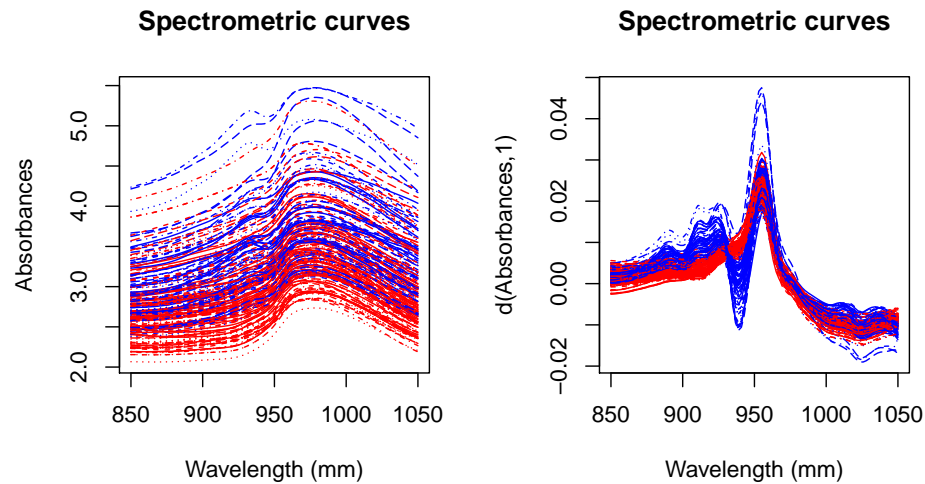 Spectrometric curves
Absorbances
5.0
4.0
3.0
2.0
850 900 950 1000 1050
Wavelength (mm)
Spectrometric curves
d(Absorbances,1)
0.04
0.02
0.00
−0.02
850 900 950 1000 1050
Wavelength (mm)